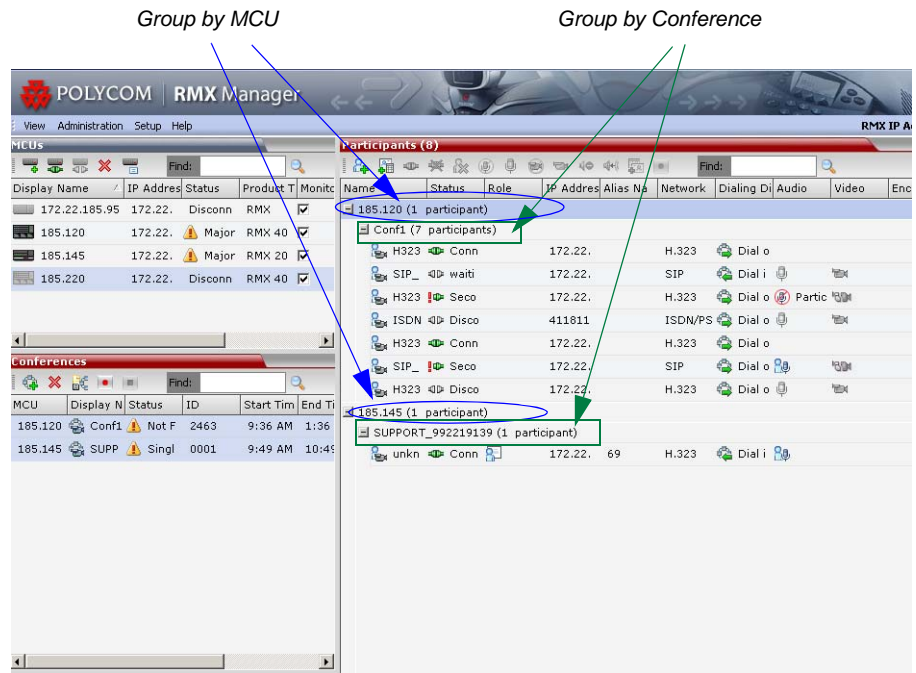 Group by MCU
Group by Conference
POLYCOM | RMX Manager
View Administration Setup Help
RMX IP A
MCUs
Find:
Display Name IP Addres Status Product T Monito
172.22.185.95 172.22. Disconn RMX
185.120 172.22. Major RMX 40
185.145 172.22. Major RMX 20
185.220 172.22. Disconn RMX 40
Conferences
Find:
MCU Display N Status ID Start Tim End Ti
185.120 Conf1 Not F 2463 9:36 AM 1:36
185.145 SUPP Singl 0001 9:49 AM 10:49
Participants (8)
Find:
Name Status Role IP Addres Alias Na Network Dialing Di Audio Video Enc
185.120 (1 participant)
Conf1 (7 participants)
H323 Conn 172.22. H.323 Dial o
SIP_ waiti 172.22. SIP Dial i
H323 Seco 172.22. H.323 Dial o Partic
ISDN Disco 411811 ISDN/PS Dial o
H323 Conn 172.22. H.323 Dial o
SIP_ Seco 172.22. SIP Dial o
H323 Disco 172.22. H.323 Dial o
185.145 (1 participant)
SUPPORT_992219139 (1 participant)
unkn Conn 172.22. 69 H.323 Dial i